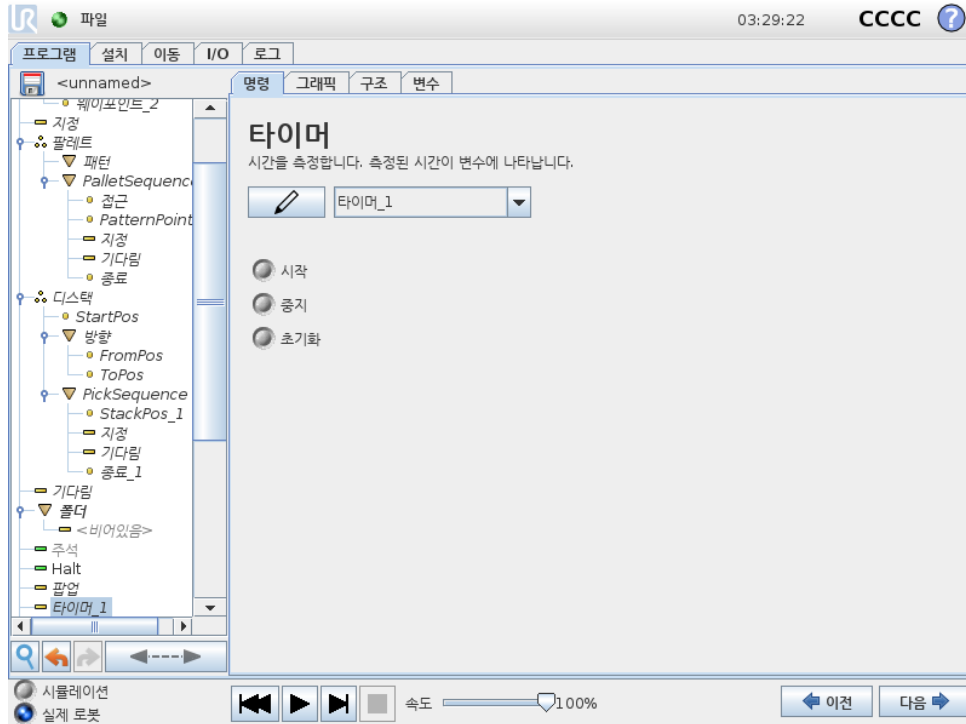 UR 파일 03:29:22 CCCC ?
프로그램 설치 이동 I/O 로그
<unnamed>
명령 그래픽 구조 변수
웨이포인트_2
지정
팔레트
패턴
PalletSequenc
접근
PatternPoint
지정
기다림
종료
디스택
StartPos
방향
FromPos
ToPos
PickSequence
StackPos_1
지정
기다림
종료_1
기다림
폴더
<비어있음>
주석
Halt
팝업
타이머_1
타이머
시간을 측정합니다. 측정된 시간이 변수에 나타납니다.
타이머_1
시작
중지
초기화
시뮬레이션
실제 로봇
속도 100%
이전 다음